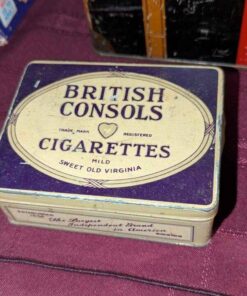 BRITISH
CONSOLS
TRADE MARK REGISTERED
CIGARETTES
MILD
SWEET OLD VIRGINIA
The Largest
Independent Brand
in America